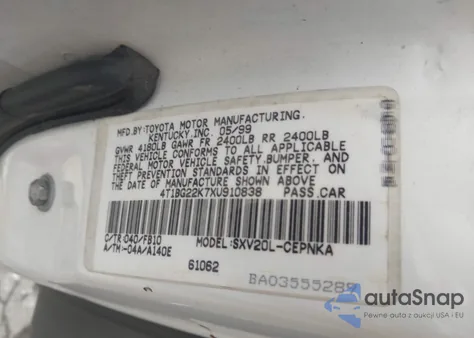 MFD.BY:TOYOTA MOTOR MANUFACTURING.
KENTUCKY.INC. 05/99
GVWR 4180LB GAWR FR 2400LB RR 2400LB
THIS VEHICLE CONFORMS TO ALL APPLICABLE
FEDERAL MOTOR VEHICLE SAFETY.BUMPER. AND
THEFT PREVENTION STANDARDS IN EFFECT ON
THE DATE OF MANUFACTURE SHOWN ABOVE.
4T1BG22K7XU910838 PASS.CAR
C/TR:040/FB10 MODEL:SXV20L-CEPNKA
A/TM:-04A/A140E
61062
BA03555289
autaSnap
Pewne auta z